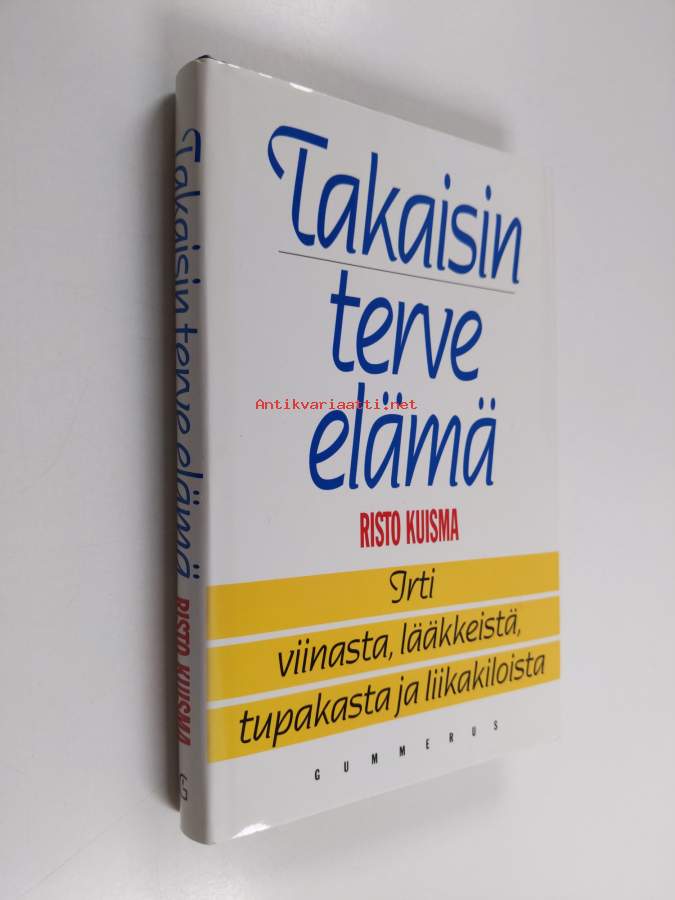 Takaisin
terve
elämä
RISTO KUISMA
Irti
viinasta, lääkkeistä,
tupakasta ja liikakiloista
GUMMERUS
Takaisin terve elämä RISTO KUISMA
Antikvariaatti.net